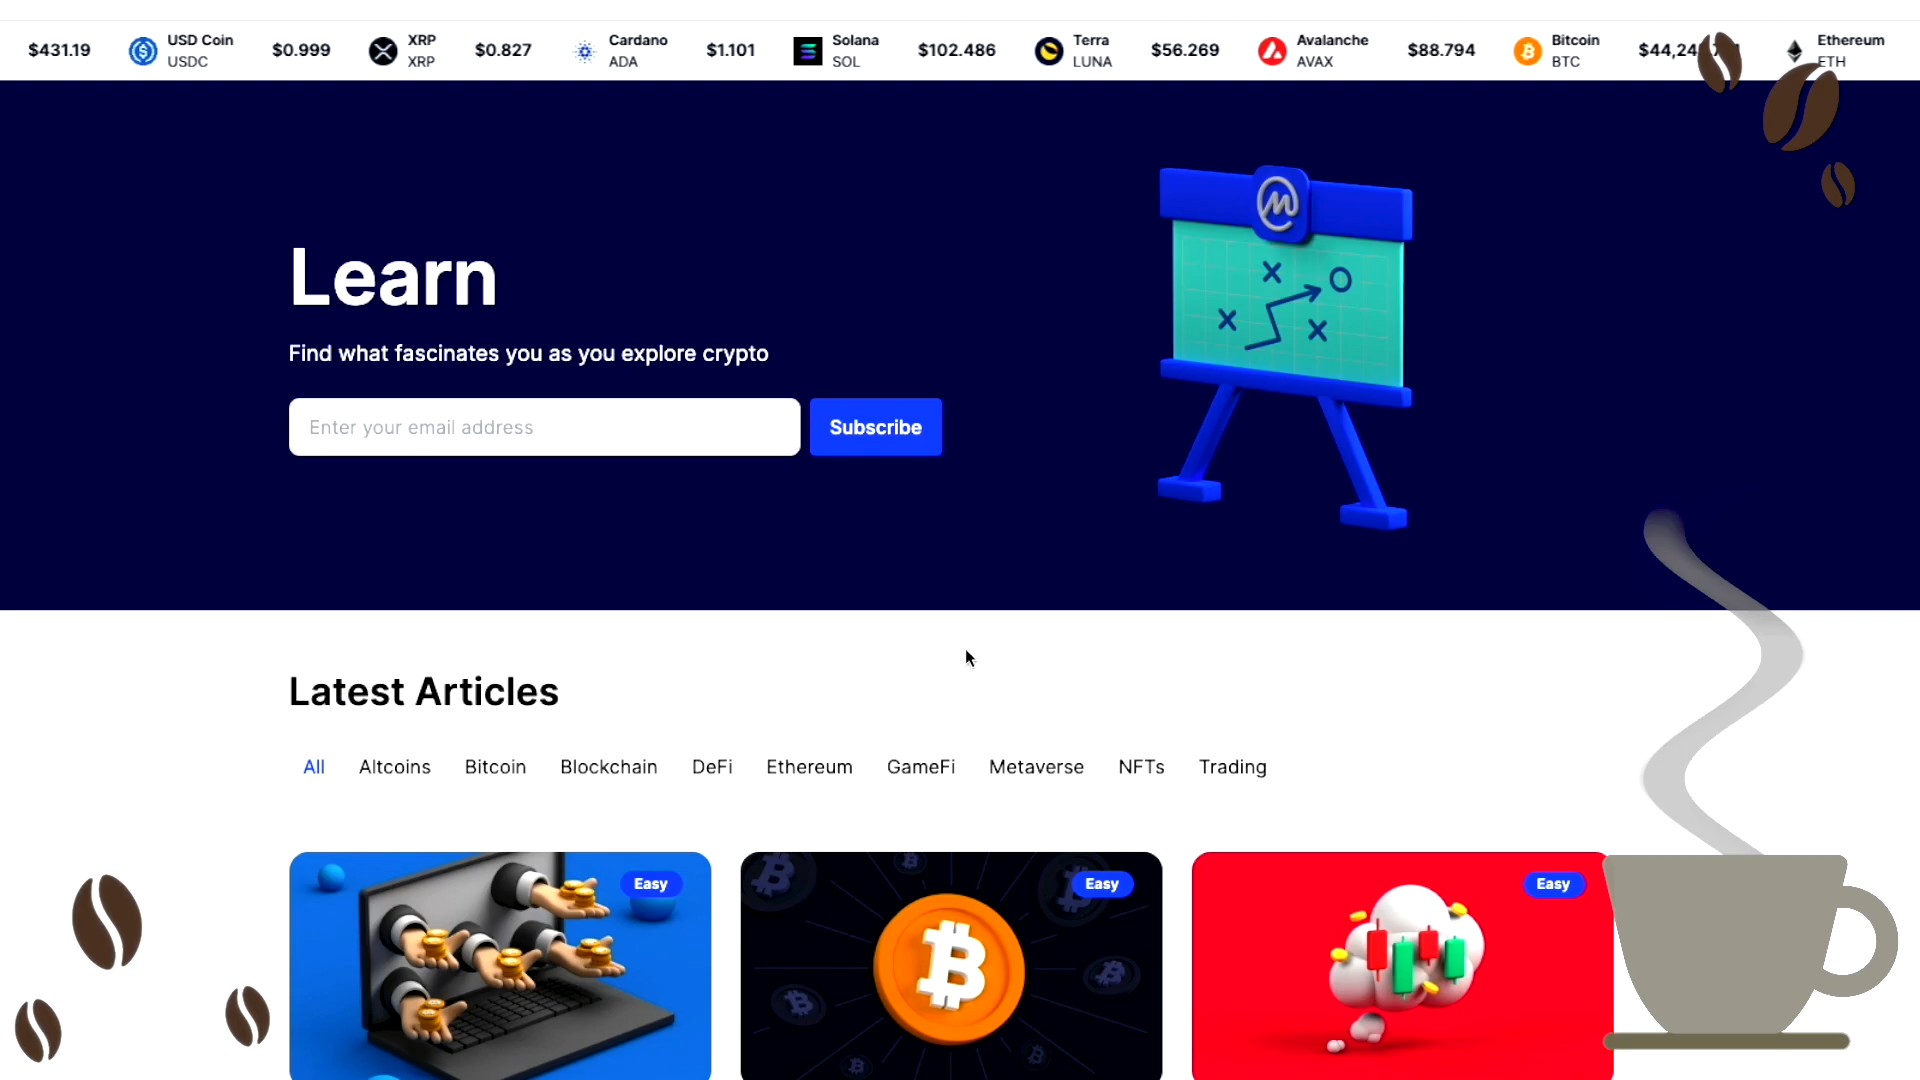 $431.19
USD Coin
USDC
$0.999
XRP
XRP
$0.827
Cardano
ADA
$1.101
Solana
SOL
$102.486
Terra
LUNA
$56.269
Avalanche
AVAX
$88.794
Bitcoin
BTC
Ethereum
ETH
Learn
Find what fascinates you as you explore crypto
Enter your email address
Subscribe
Latest Articles
All Altcoins Bitcoin Blockchain DeFi Ethereum GameFi Metaverse NFTs Trading
Easy
Easy
Easy